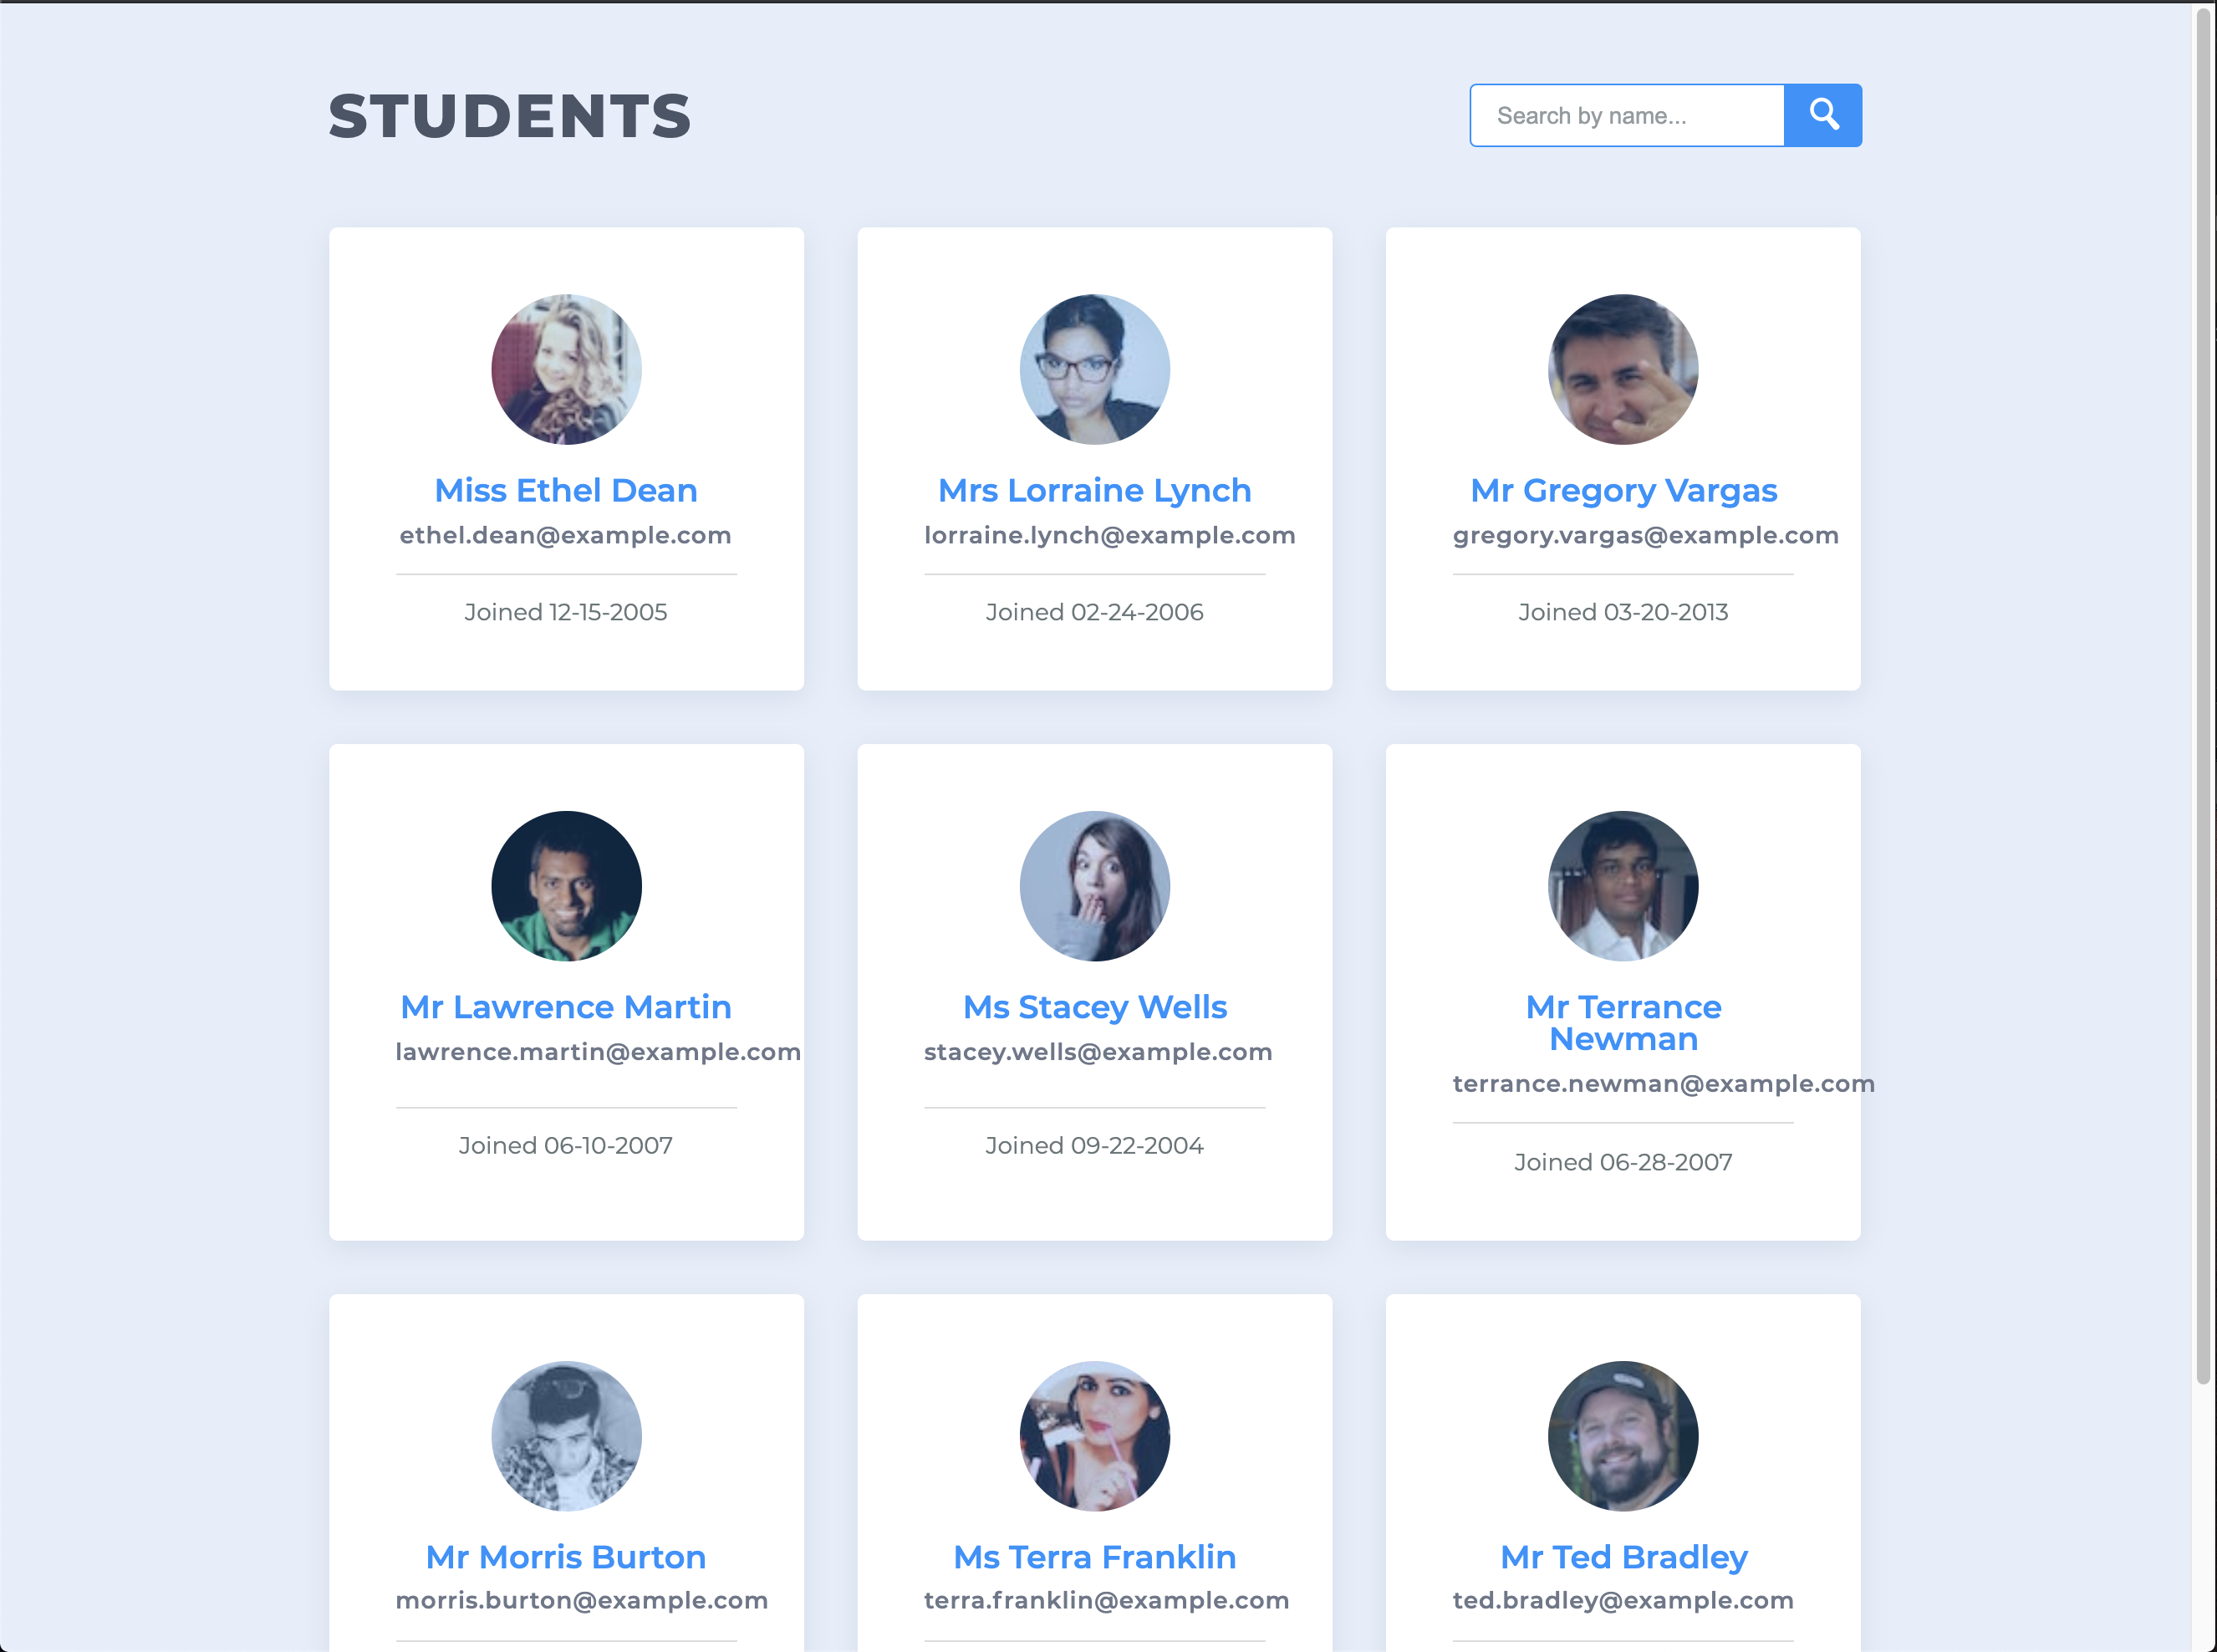 STUDENTS
Search by name...
Miss Ethel Dean
ethel.dean@example.com
Joined 12-15-2005
Mrs Lorraine Lynch
lorraine.lynch@example.com
Joined 02-24-2006
Mr Gregory Vargas
gregory.vargas@example.com
Joined 03-20-2013
Mr Lawrence Martin
lawrence.martin@example.com
Joined 06-10-2007
Ms Stacey Wells
stacey.wells@example.com
Joined 09-22-2004
Mr Terrance
Newman
terrance.newman@example.com
Joined 06-28-2007
Mr Morris Burton
morris.burton@example.com
Ms Terra Franklin
terra.franklin@example.com
Mr Ted Bradley
ted.bradley@example.com